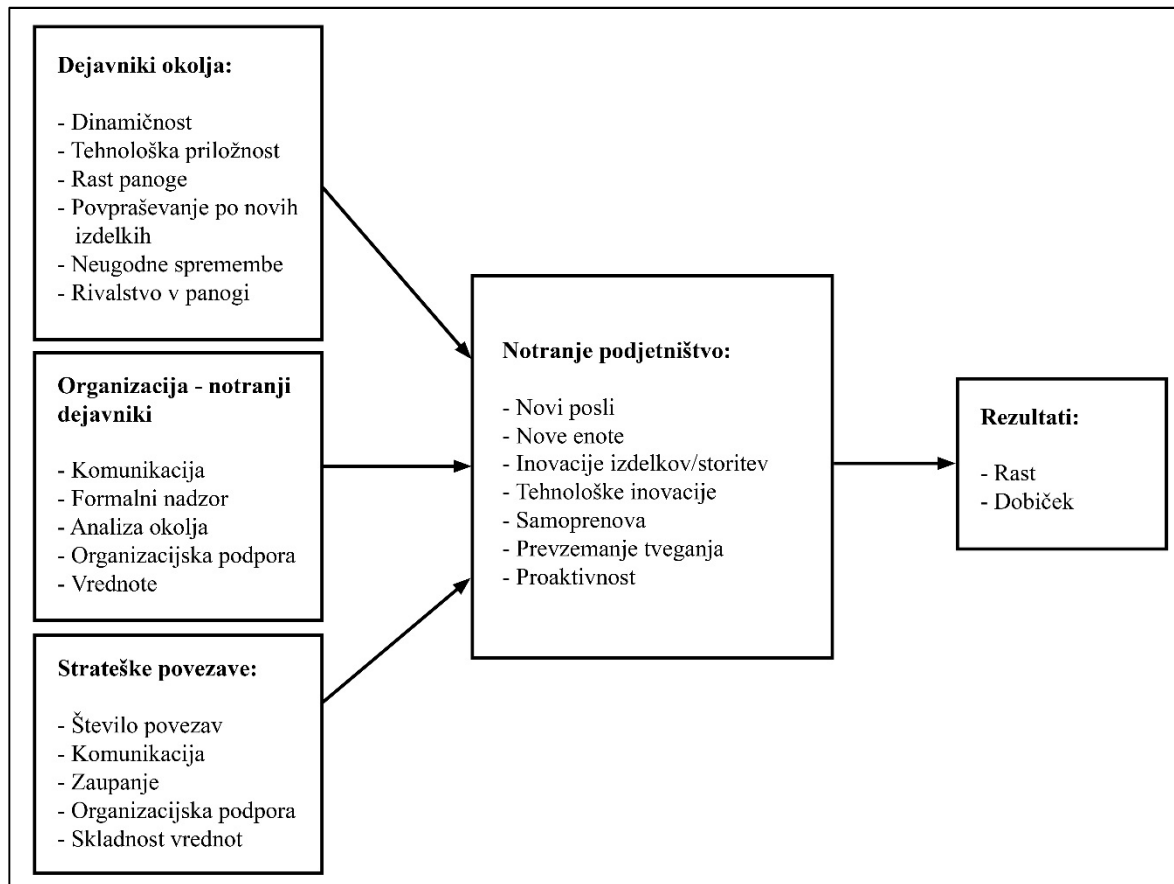 Dejavniki okolja:
- Dinamičnost
- Tehnološka priložnost
- Rast panoge
- Povpraševanje po novih
izdelkih
- Neugodne spremembe
- Rivalstvo v panogi
Organizacija - notranji
dejavniki
- Komunikacija
- Formalni nadzor
- Analiza okolja
- Organizacijska podpora
- Vrednote
Strateške povezave:
- Število povezav
- Komunikacija
- Zaupanje
- Organizacijska podpora
- Skladnost vrednot
Notranje podjetništvo:
- Novi posli
- Nove enote
- Inovacije izdelkov/storitev
- Tehnološke inovacije
- Samoprenova
- Prevzemanje tveganja
- Proaktivnost
Rezultati:
- Rast
- Dobiček